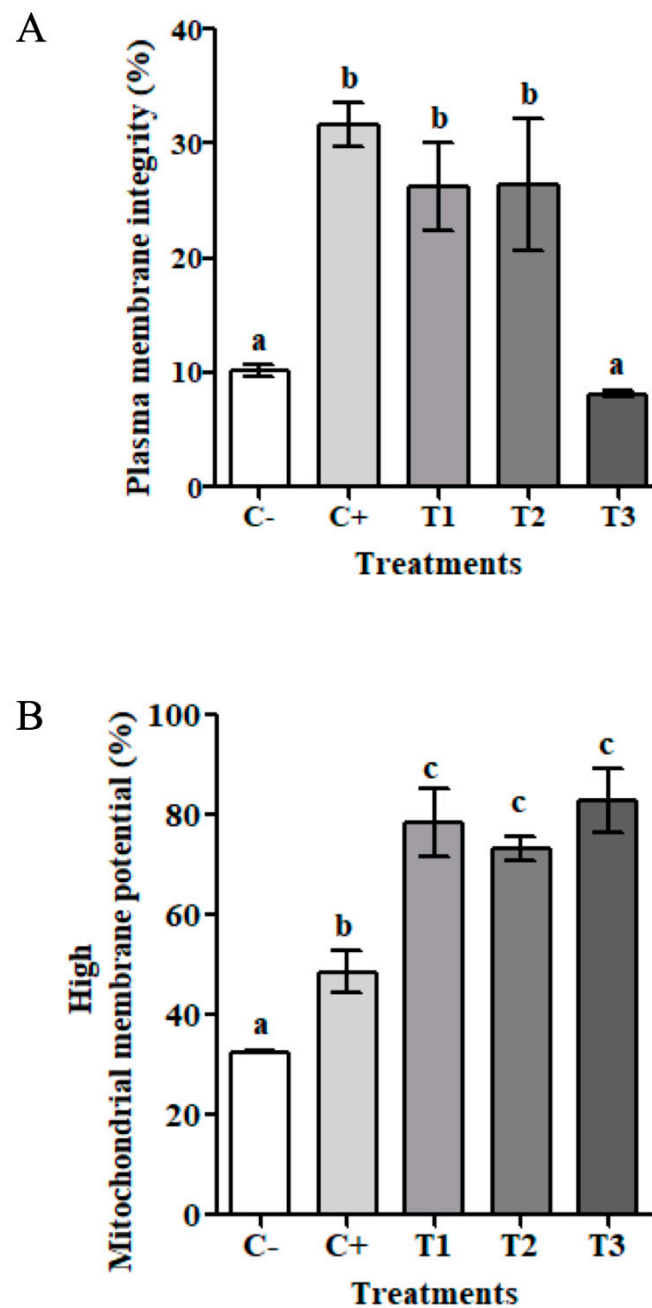 A
Plasma membrane integrity (%)
40
30
20
10
0
a
b
b
b
a
C- C+ T1 T2 T3
Treatments
B
High
Mitochondrial membrane potential (%)
100
80
60
40
20
0
a
b
c
c
c
C- C+ T1 T2 T3
Treatments